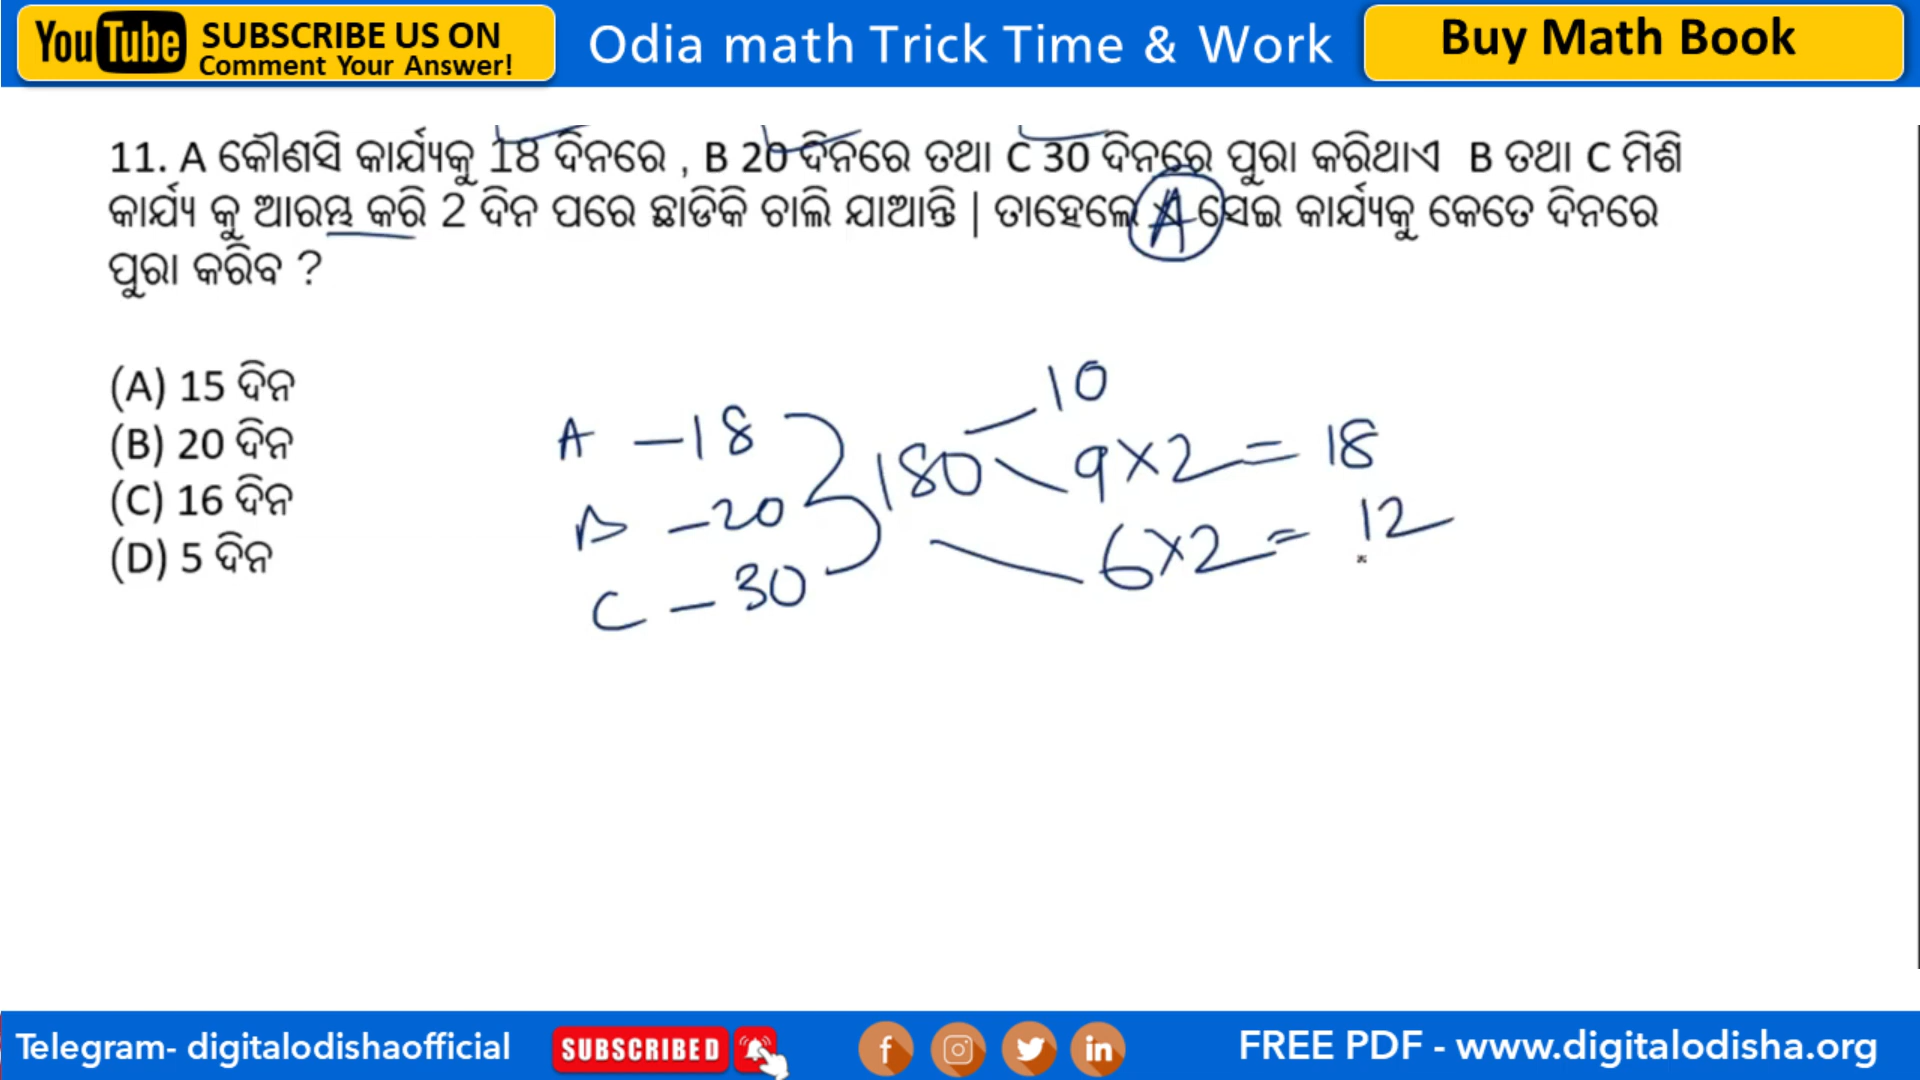 YouTube SUBSCRIBE US ON
Comment Your Answer!
Odia math Trick Time & Work
Buy Math Book
11. A କୌଣସି କାର୍ଯ୍ୟକୁ 18 ଦିନରେ , B 20 ଦିନରେ ତଥା C 30 ଦିନରେ ପୁରା କରିଥାଏ B ତଥା C ମିଶି
କାର୍ଯ୍ୟ କୁ ଆରମ୍ଭ କରି 2 ଦିନ ପରେ ଛାଡିକି ଚାଲି ଯାଆନ୍ତି | ତାହେଲେ A ସେଇ କାର୍ଯ୍ୟକୁ କେତେ ଦିନରେ
ପୁରା କରିବ ?
(A) 15 ଦିନ
(B) 20 ଦିନ
(C) 16 ଦିନ
(D) 5 ଦିନ
A - 18
B - 20
C - 30
180
10
9 × 2 = 18
6 × 2 = 12
Telegram- digitalodishaofficial
SUBSCRIBED
FREE PDF - www.digitalodisha.org